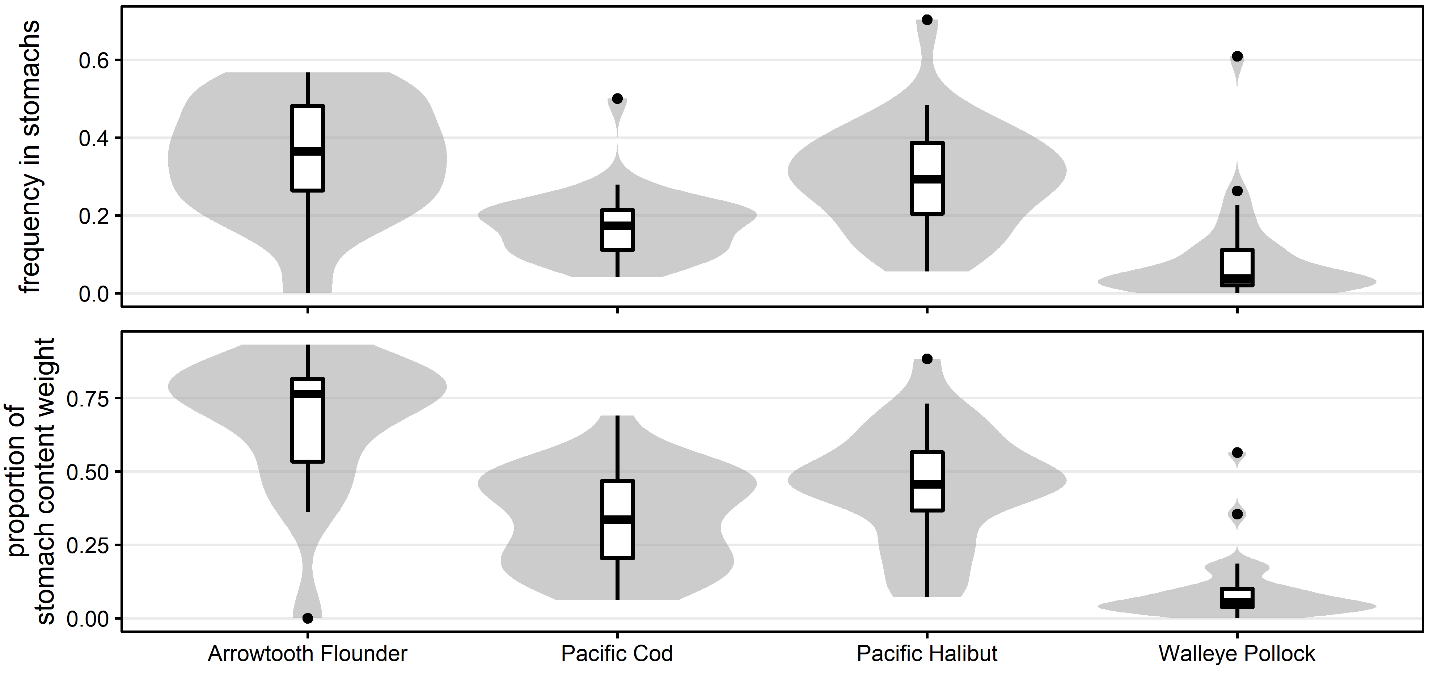 frequency in stomachs
0.6
0.4
0.2
0.0
proportion of
stomach content weight
0.75
0.50
0.25
0.00
Arrowtooth Flounder
Pacific Cod
Pacific Halibut
Walleye Pollock